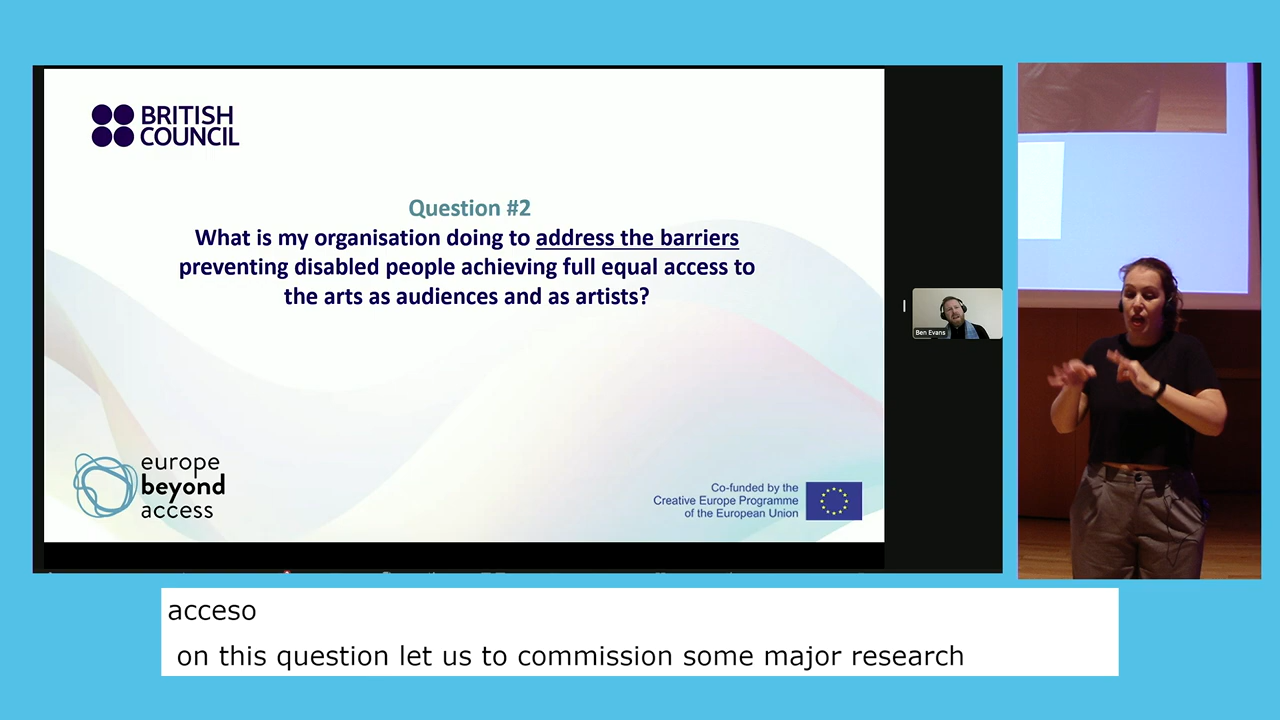 BRITISH
COUNCIL
Question #2
What is my organisation doing to address the barriers
preventing disabled people achieving full equal access to
the arts as audiences and as artists?
Ben Evans
europe
beyond
access
Co-funded by the
Creative Europe Programme
of the European Union
acceso
on this question let us to commission some major research